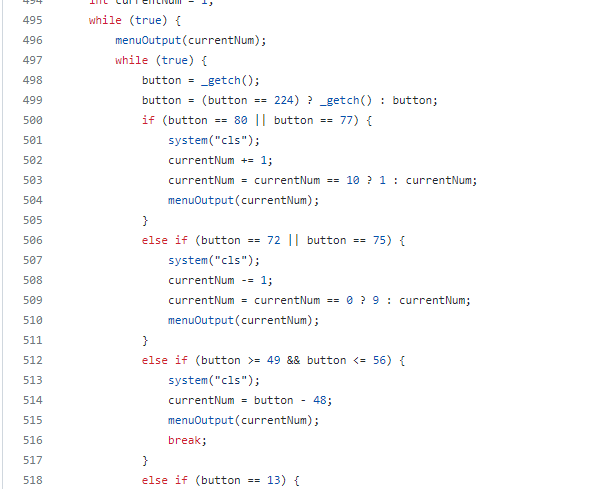 494 int currentNum = 1;
495 while (true) {
496 menuOutput(currentNum);
497 while (true) {
498 button = _getch();
499 button = (button == 224) ? _getch() : button;
500 if (button == 80 || button == 77) {
501 system("cls");
502 currentNum += 1;
503 currentNum = currentNum == 10 ? 1 : currentNum;
504 menuOutput(currentNum);
505 }
506 else if (button == 72 || button == 75) {
507 system("cls");
508 currentNum -= 1;
509 currentNum = currentNum == 0 ? 9 : currentNum;
510 menuOutput(currentNum);
511 }
512 else if (button >= 49 && button <= 56) {
513 system("cls");
514 currentNum = button - 48;
515 menuOutput(currentNum);
516 break;
517 }
518 else if (button == 13) {